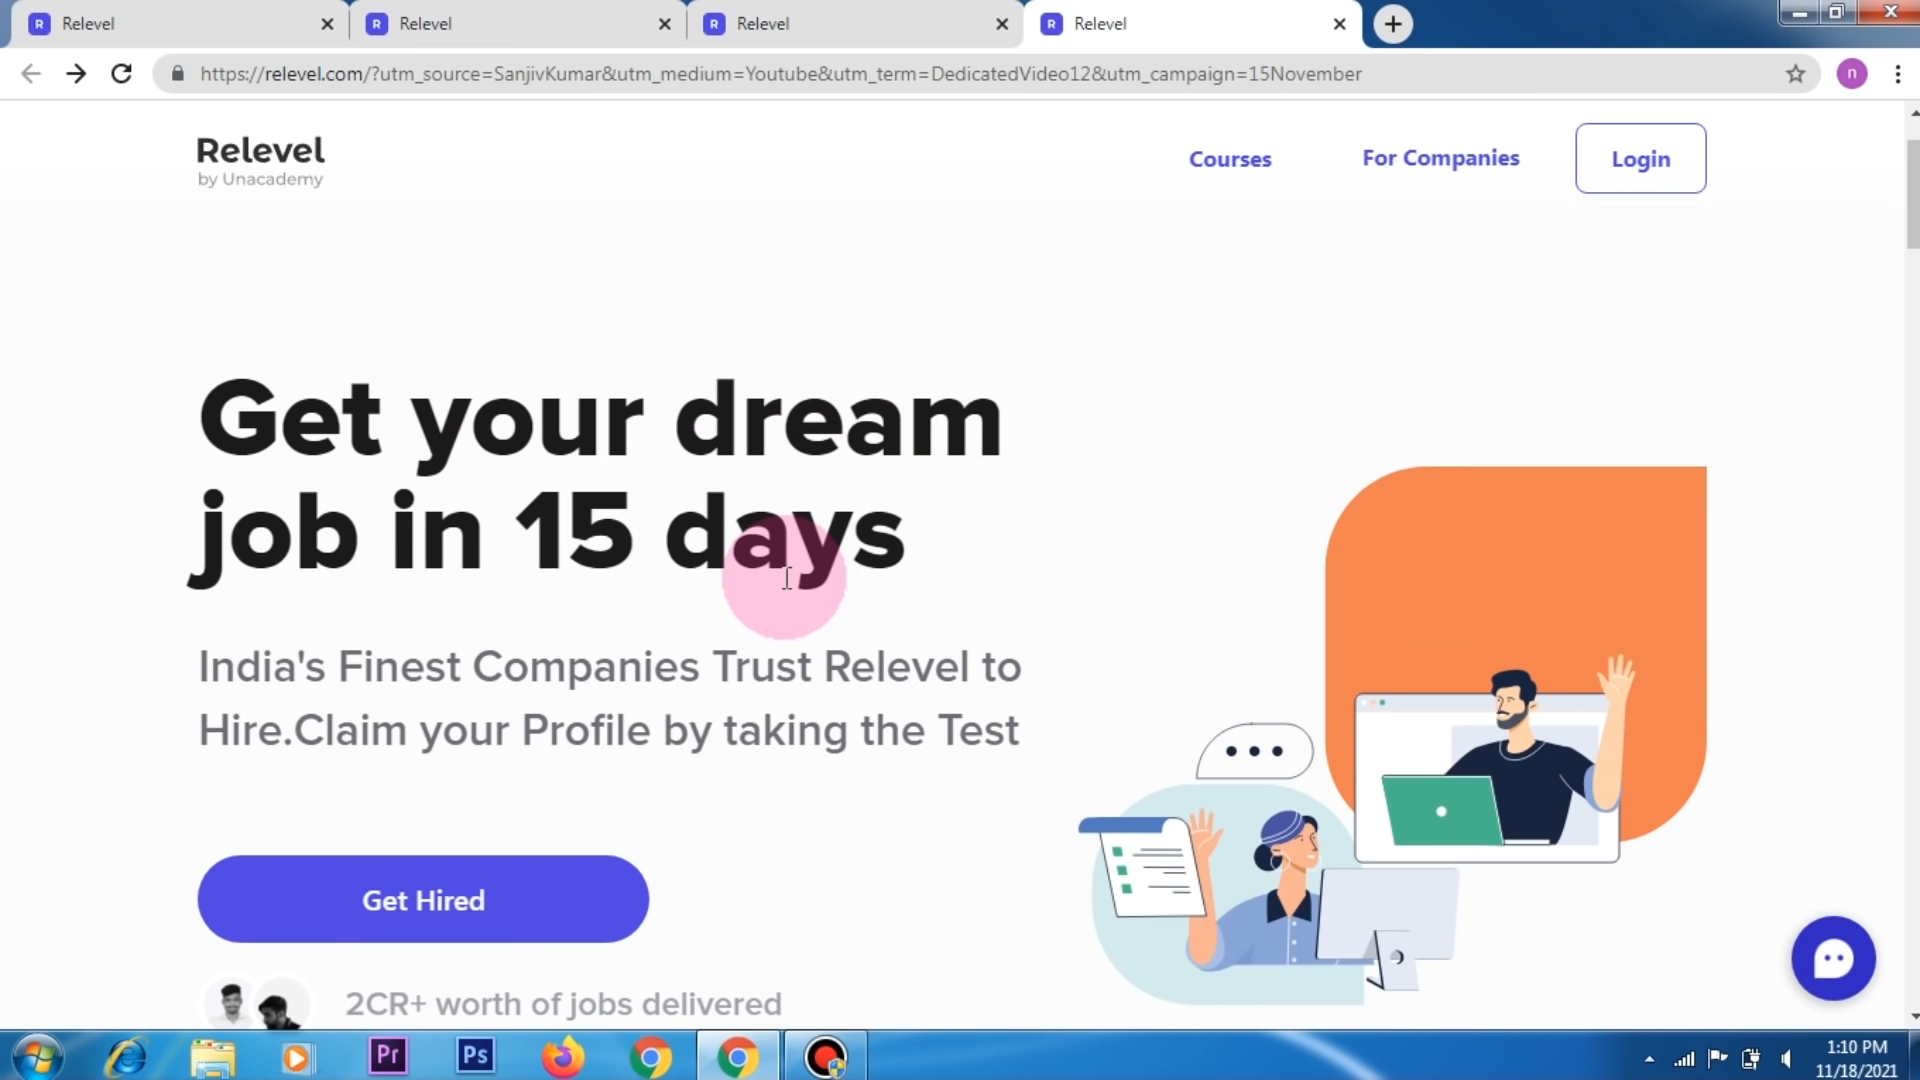 Relevel
Relevel
Relevel
Relevel
https://relevel.com/?utm_source=SanjivKumar&utm_medium=Youtube&utm_term=DedicatedVideo12&utm_campaign=15November
n
Relevel
by Unacademy
Courses
For Companies
Login
Get your dream
job in 15 days
India's Finest Companies Trust Relevel to
Hire.Claim your Profile by taking the Test
Get Hired
2CR+ worth of jobs delivered
Pr
Ps
1:10 PM
11/18/2021